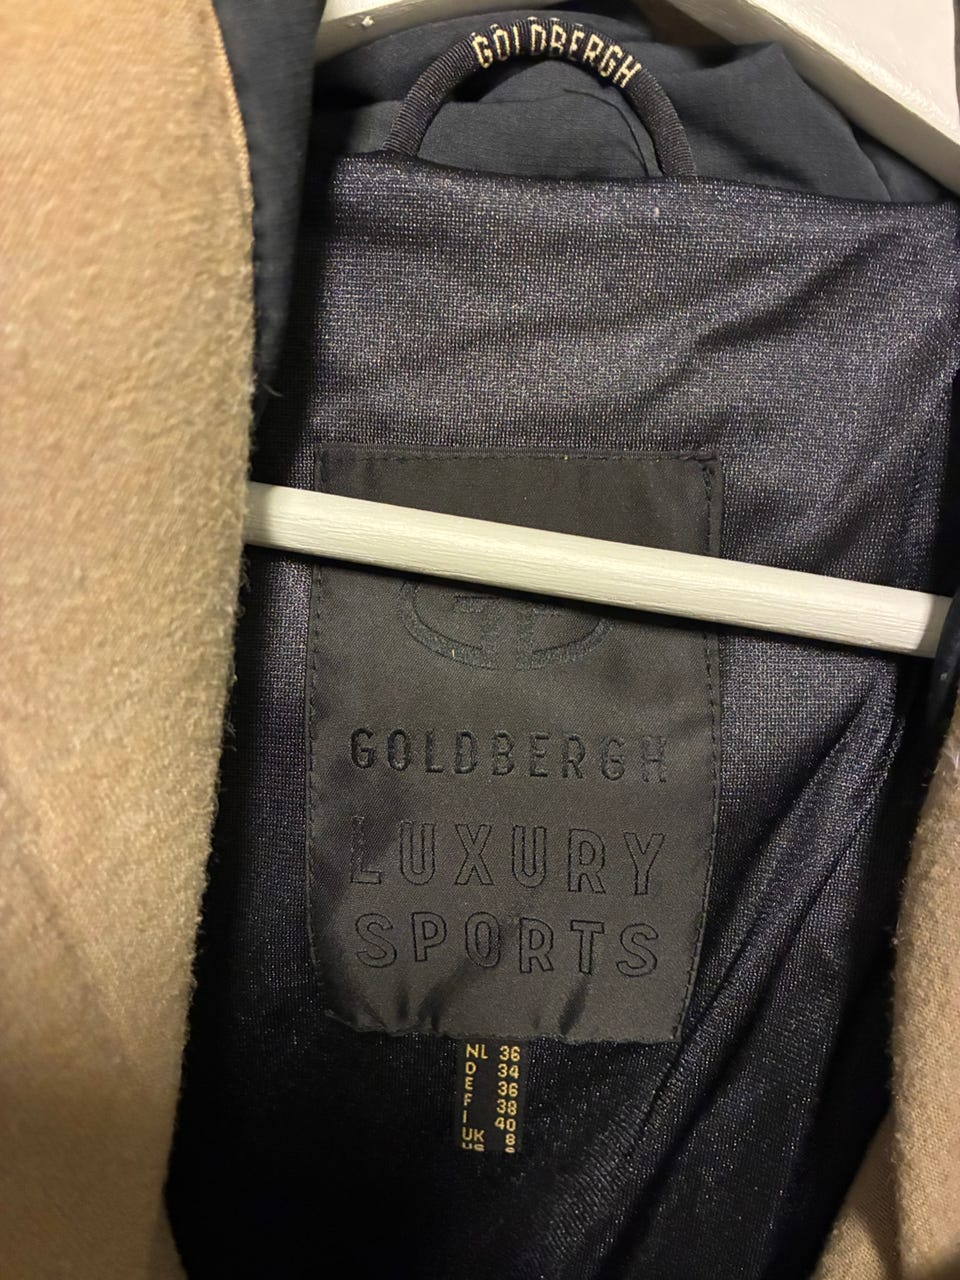 GOLDBERGH
GOLDBERGH
LUXURY
SPORTS
NL 36
D 34
E 36
F 38
I 40
UK 8